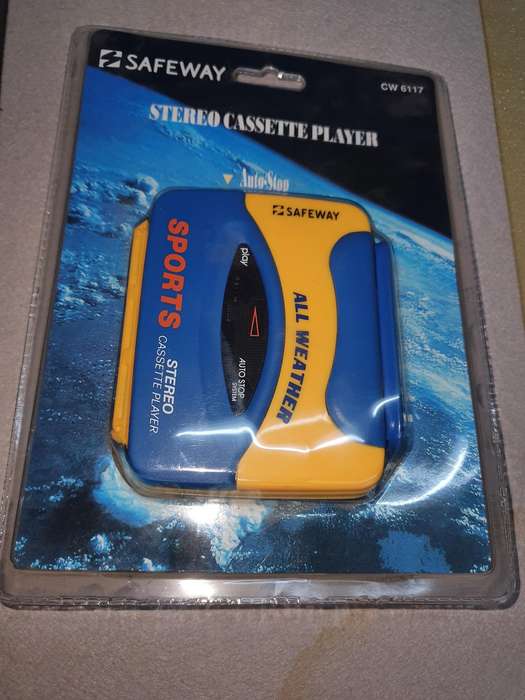 SAFEWAY
CW 6117
STEREO CASSETTE PLAYER
Auto-Stop
SAFEWAY
SPORTS
STEREO
CASSETTE PLAYER
play
AUTO STOP
SYSTEM
ALL WEATHER